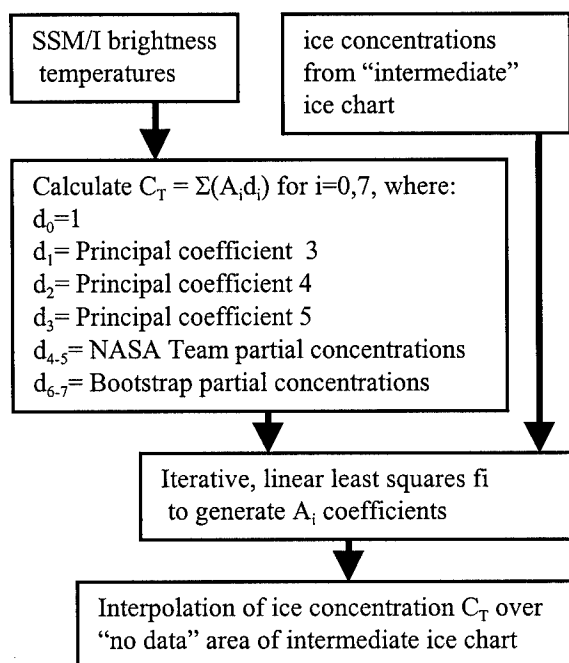 SSM/I brightness
temperatures
ice concentrations
from “intermediate”
ice chart
Calculate C_T = Σ(A_i d_i) for i=0,7, where:
d_0=1
d_1= Principal coefficient 3
d_2= Principal coefficient 4
d_3= Principal coefficient 5
d_4-5= NASA Team partial concentrations
d_6-7= Bootstrap partial concentrations
Iterative, linear least squares fi
to generate A_i coefficients
Interpolation of ice concentration C_T over
“no data” area of intermediate ice chart